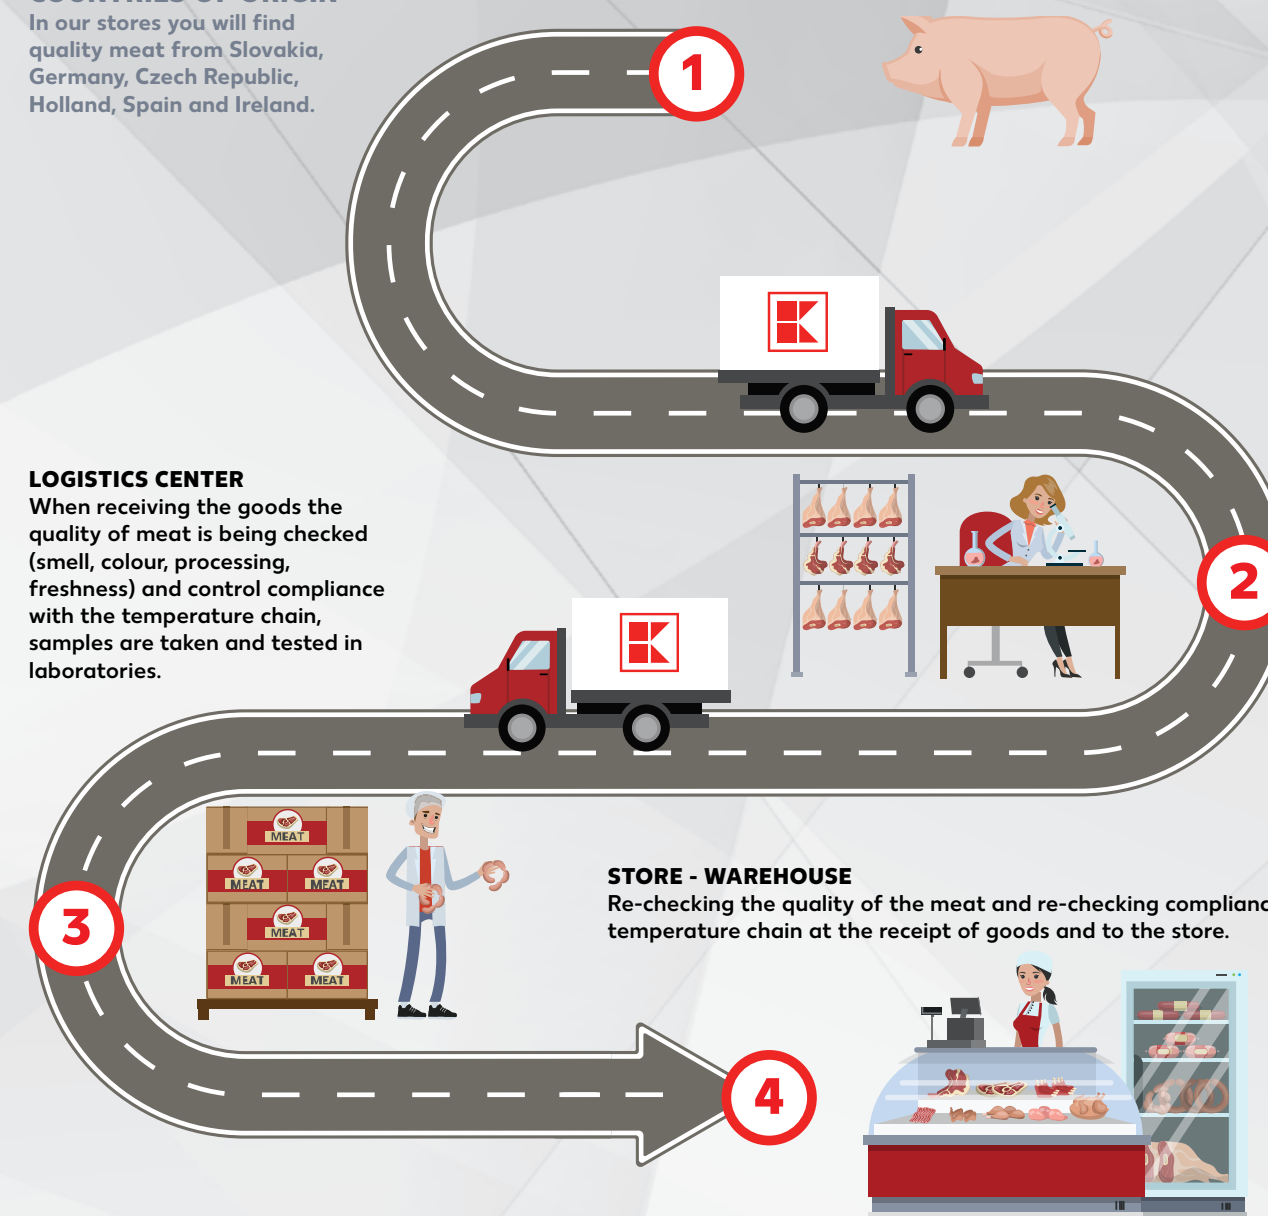 COUNTRIES OF ORIGIN
In our stores you will find
quality meat from Slovakia,
Germany, Czech Republic,
Holland, Spain and Ireland.
1
LOGISTICS CENTER
When receiving the goods the
quality of meat is being checked
(smell, colour, processing,
freshness) and control compliance
with the temperature chain,
samples are taken and tested in
laboratories.
2
MEAT
MEAT MEAT
MEAT
MEAT MEAT
3
STORE - WAREHOUSE
Re-checking the quality of the meat and re-checking complianc
temperature chain at the receipt of goods and to the store.
4